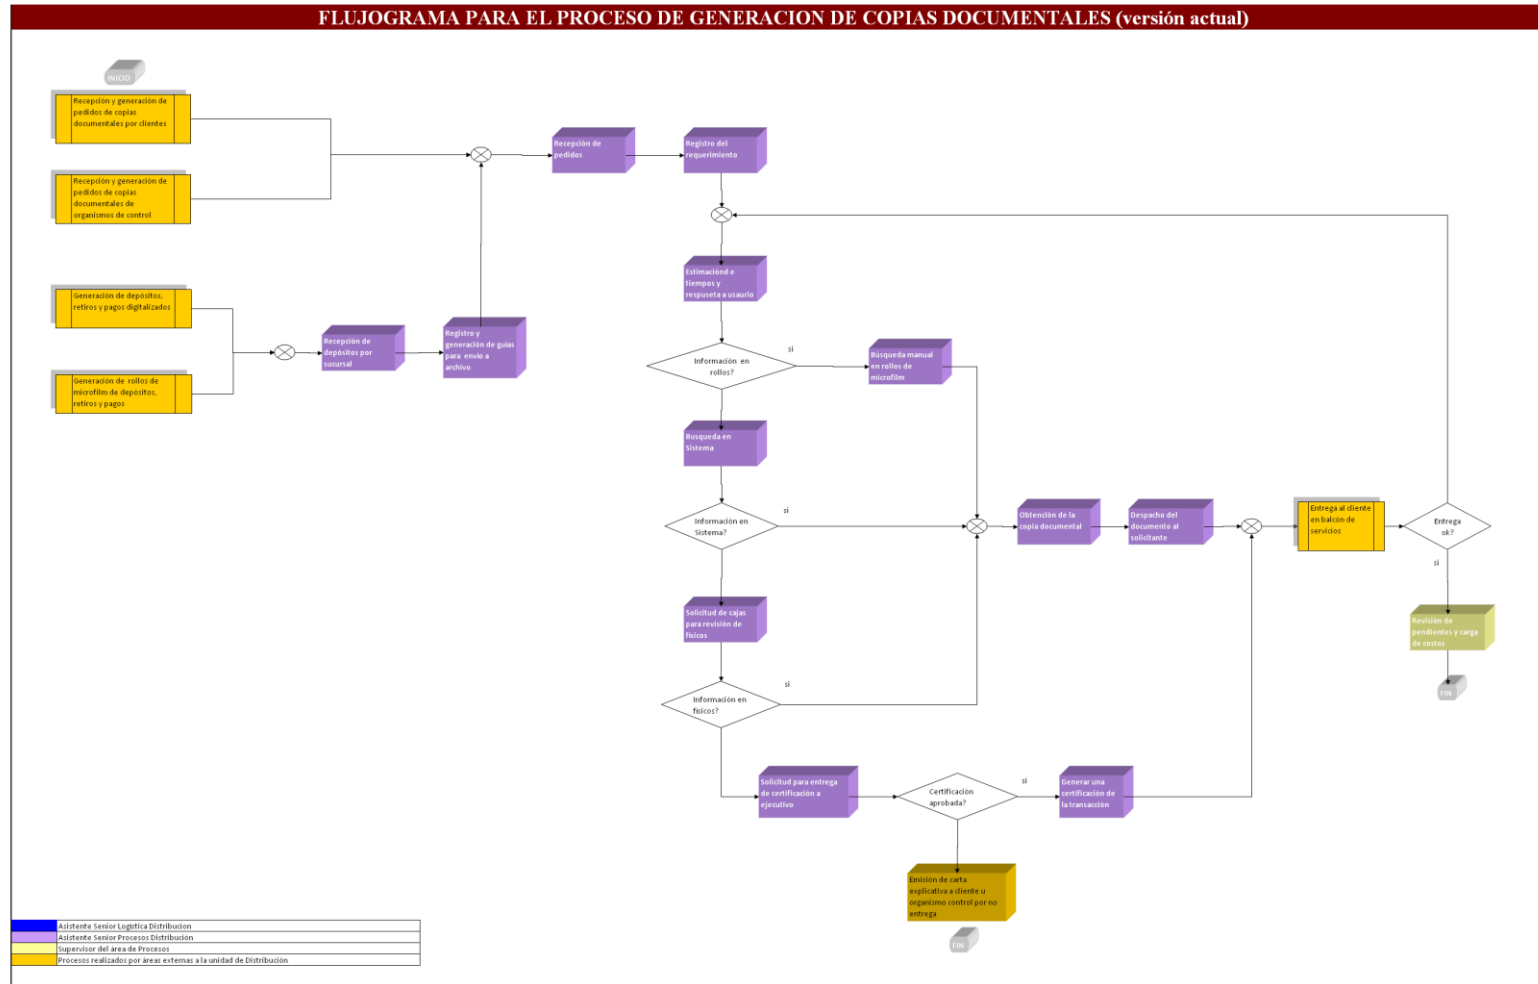 FLUJOGRAMA PARA EL PROCESO DE GENERACION DE COPIAS DOCUMENTALES (versión actual)
INICIO
Recepción y generación de
pedidos de copias
documentales por clientes
Recepción y generación de
pedidos de copias
documentales de
organismos de control
Recepción de
pedidos
Registro del
requerimiento
Generación de depósitos,
retiros y pagos digitalizados
Generación de rollos de
microfilm de depósitos,
retiros y pagos
Recepción de
depósitos por
sucursal
Registro y
generación de guías
para envío a
archivo
Estimaciónd e
tiempos y
respuseta a usaurio
Información en
rollos?
si
Búsqueda manual
en rollos de
microfilm
Busqueda en
Sistema
Información en
Sistema?
si
Obtención de la
copia documental
Despacho del
documento al
solicitante
Entrega al cliente
en balcón de
servicios
Entrega
ok?
si
Solicitud de cajas
para revisión de
físicos
Revisión de
pendientes y carga
de costos
FIN
Información en
físicos?
si
Solicitud para entrega
de certificación a
ejecutivo
Certificación
aprobada?
si
Generar una
certificación de
la transacción
Emisión de carta
explicativa a cliente u
organismo control por no
entrega
FIN
Asistente Senior Logística Distribucion
Asistente Senior Procesos Distribución
Supervisor del área de Procesos
Procesos realizados por áreas externas a la unidad de Distribución